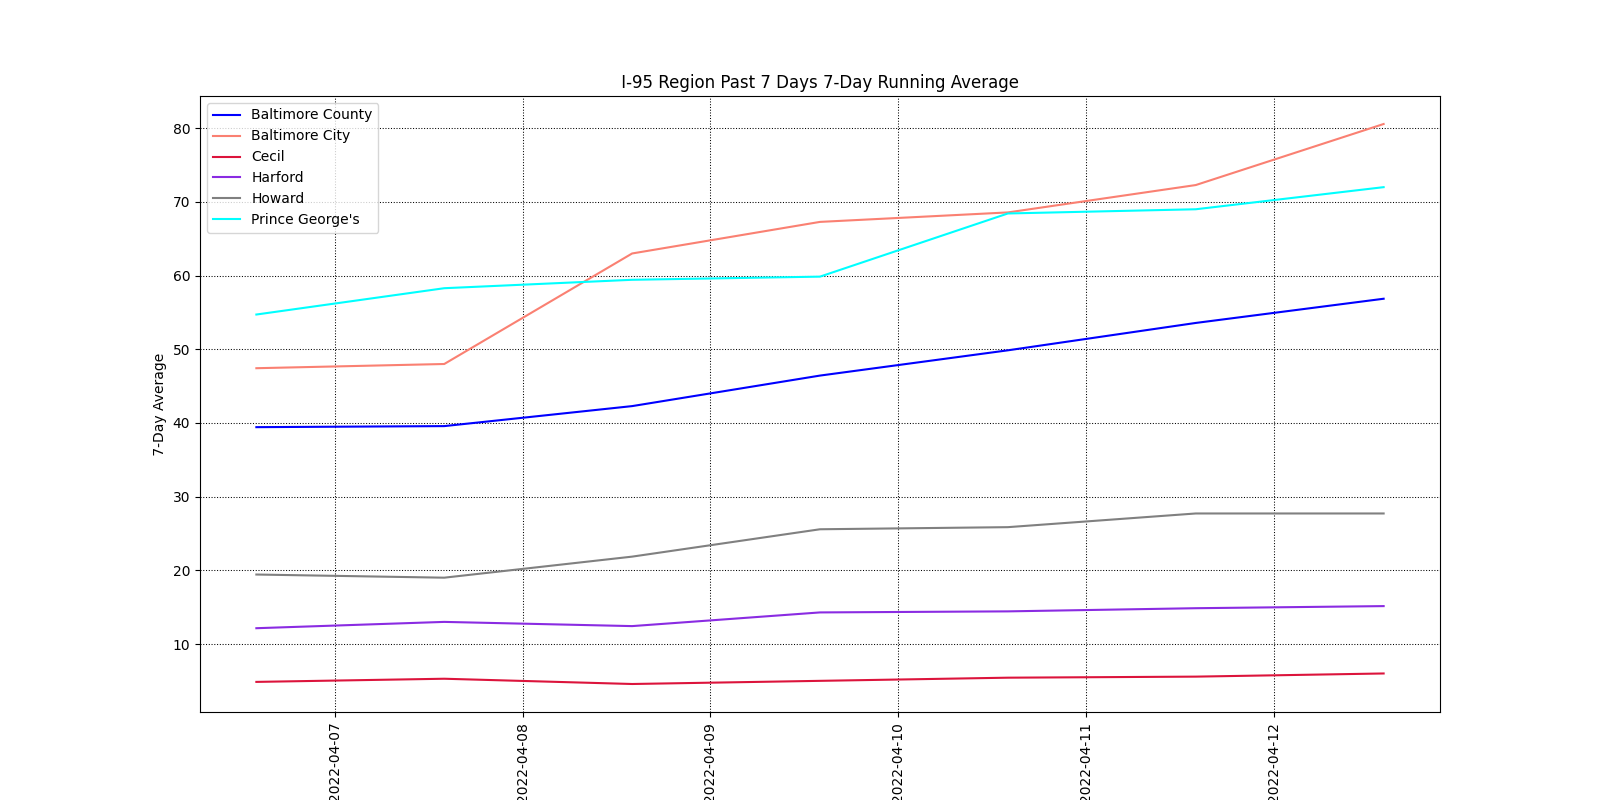 I-95 Region Past 7 Days 7-Day Running Average
Baltimore County
Baltimore City
Cecil
Harford
Howard
Prince George's
80
70
60
50
40
30
20
10
7-Day Average
2022-04-07
2022-04-08
2022-04-09
2022-04-10
2022-04-11
2022-04-12